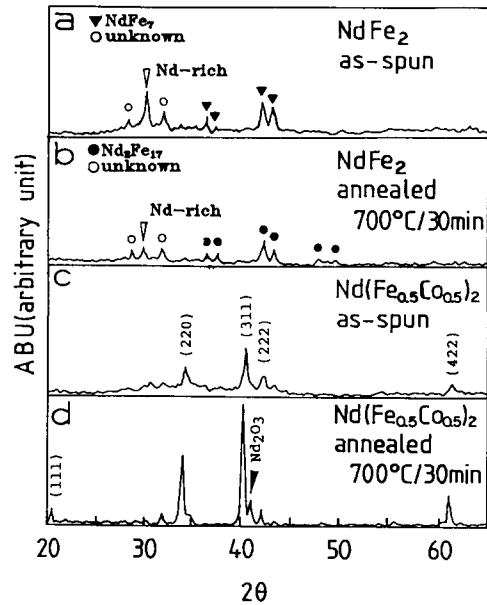 a
▼ NdFe₇
○ unknown
Nd-rich
NdFe₂
as-spun
b
● Nd₂Fe₁₇
○ unknown
Nd-rich
NdFe₂
annealed
700°C/30min
c
Nd(Fe₀.₅Co₀.₅)₂
as-spun
(220)
(311)
(222)
(422)
d
Nd(Fe₀.₅Co₀.₅)₂
annealed
700°C/30min
(111)
Nd₂O₃
ABU(arbitrary unit)
20 30 40 50 60
2θ